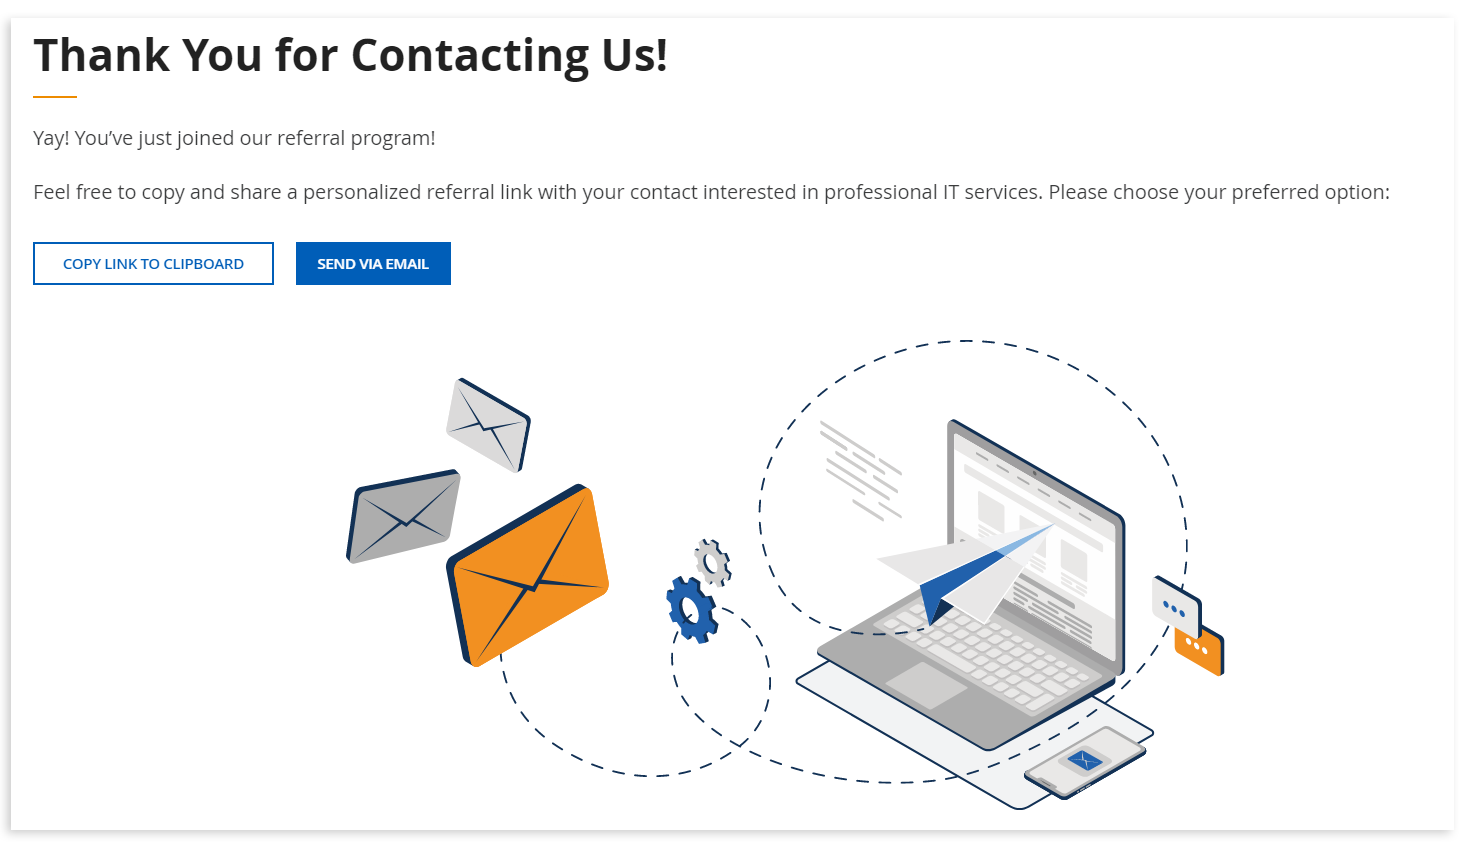 Thank You for Contacting Us!
Yay! You’ve just joined our referral program!
Feel free to copy and share a personalized referral link with your contact interested in professional IT services. Please choose your preferred option:
COPY LINK TO CLIPBOARD
SEND VIA EMAIL